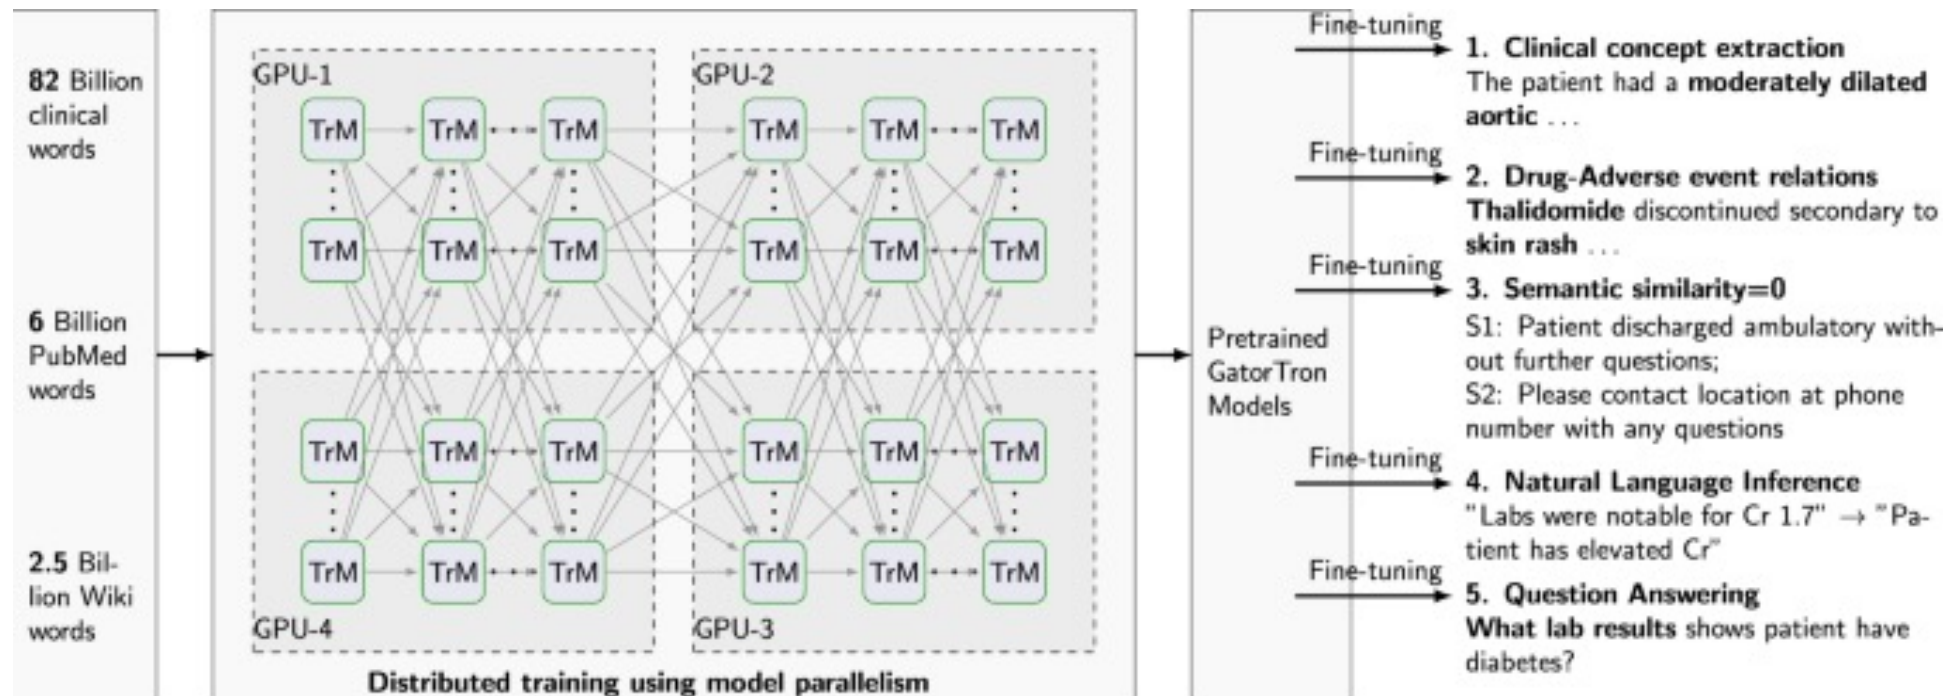 82 Billion
clinical
words
6 Billion
PubMed
words
2.5 Bil-
lion Wiki
words
GPU-1
TrM TrM TrM
TrM TrM TrM
GPU-2
TrM TrM TrM
TrM TrM TrM
TrM TrM TrM
TrM TrM TrM
GPU-4
TrM TrM TrM
TrM TrM TrM
GPU-3
Distributed training using model parallelism
Pretrained
GatorTron
Models
Fine-tuning
1. Clinical concept extraction
The patient had a moderately dilated
aortic . . .
Fine-tuning
2. Drug-Adverse event relations
Thalidomide discontinued secondary to
skin rash . . .
Fine-tuning
3. Semantic similarity=0
S1: Patient discharged ambulatory with-
out further questions;
S2: Please contact location at phone
number with any questions
Fine-tuning
4. Natural Language Inference
"Labs were notable for Cr 1.7" → "Pa-
tient has elevated Cr"
Fine-tuning
5. Question Answering
What lab results shows patient have
diabetes?